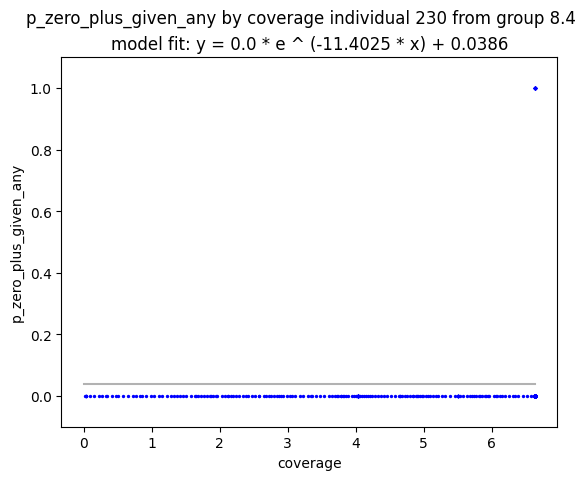 p_zero_plus_given_any by coverage individual 230 from group 8.4
model fit: y = 0.0 * e ^ (-11.4025 * x) + 0.0386
1.0
0.8
0.6
0.4
0.2
0.0
p_zero_plus_given_any
0 1 2 3 4 5 6
coverage